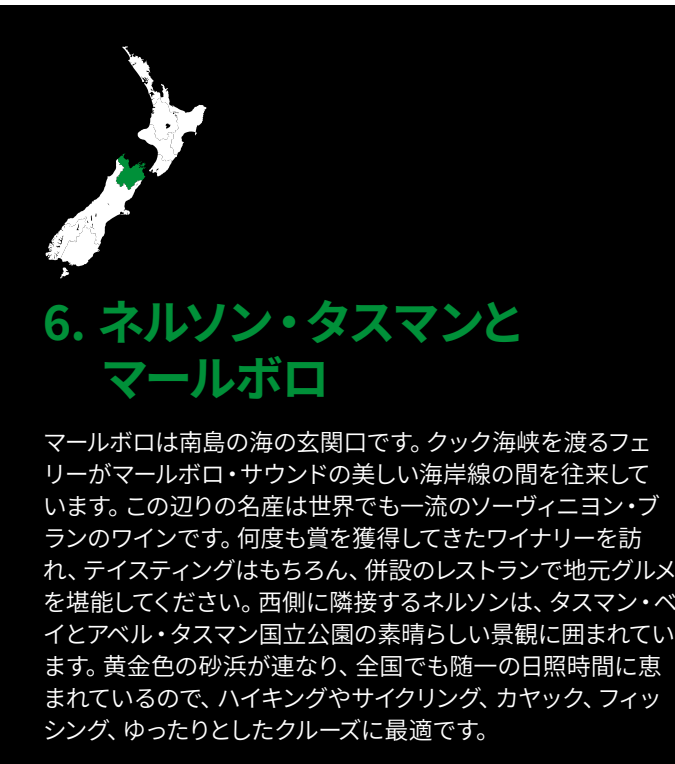 6. ネルソン・タスマンと
マールボロ
マールボロは南島の海の玄関口です。クック海峡を渡るフェ
リーがマールボロ・サウンドの美しい海岸線の間を往来して
います。この辺りの名産は世界でも一流のソーヴィニヨン・ブ
ランのワインです。何度も賞を獲得してきたワイナリーを訪
れ、テイスティングはもちろん、併設のレストランで地元グルメ
を堪能してください。西側に隣接するネルソンは、タスマン・ベ
イとアベル・タスマン国立公園の素晴らしい景観に囲まれてい
ます。黄金色の砂浜が連なり、全国でも随一の日照時間に恵
まれているので、ハイキングやサイクリング、カヤック、フィッ
シング、ゆったりとしたクルーズに最適です。